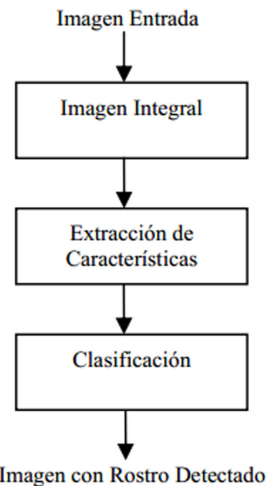 Imagen Entrada
Imagen Integral
Extracción de
Características
Clasificación
Imagen con Rostro Detectado